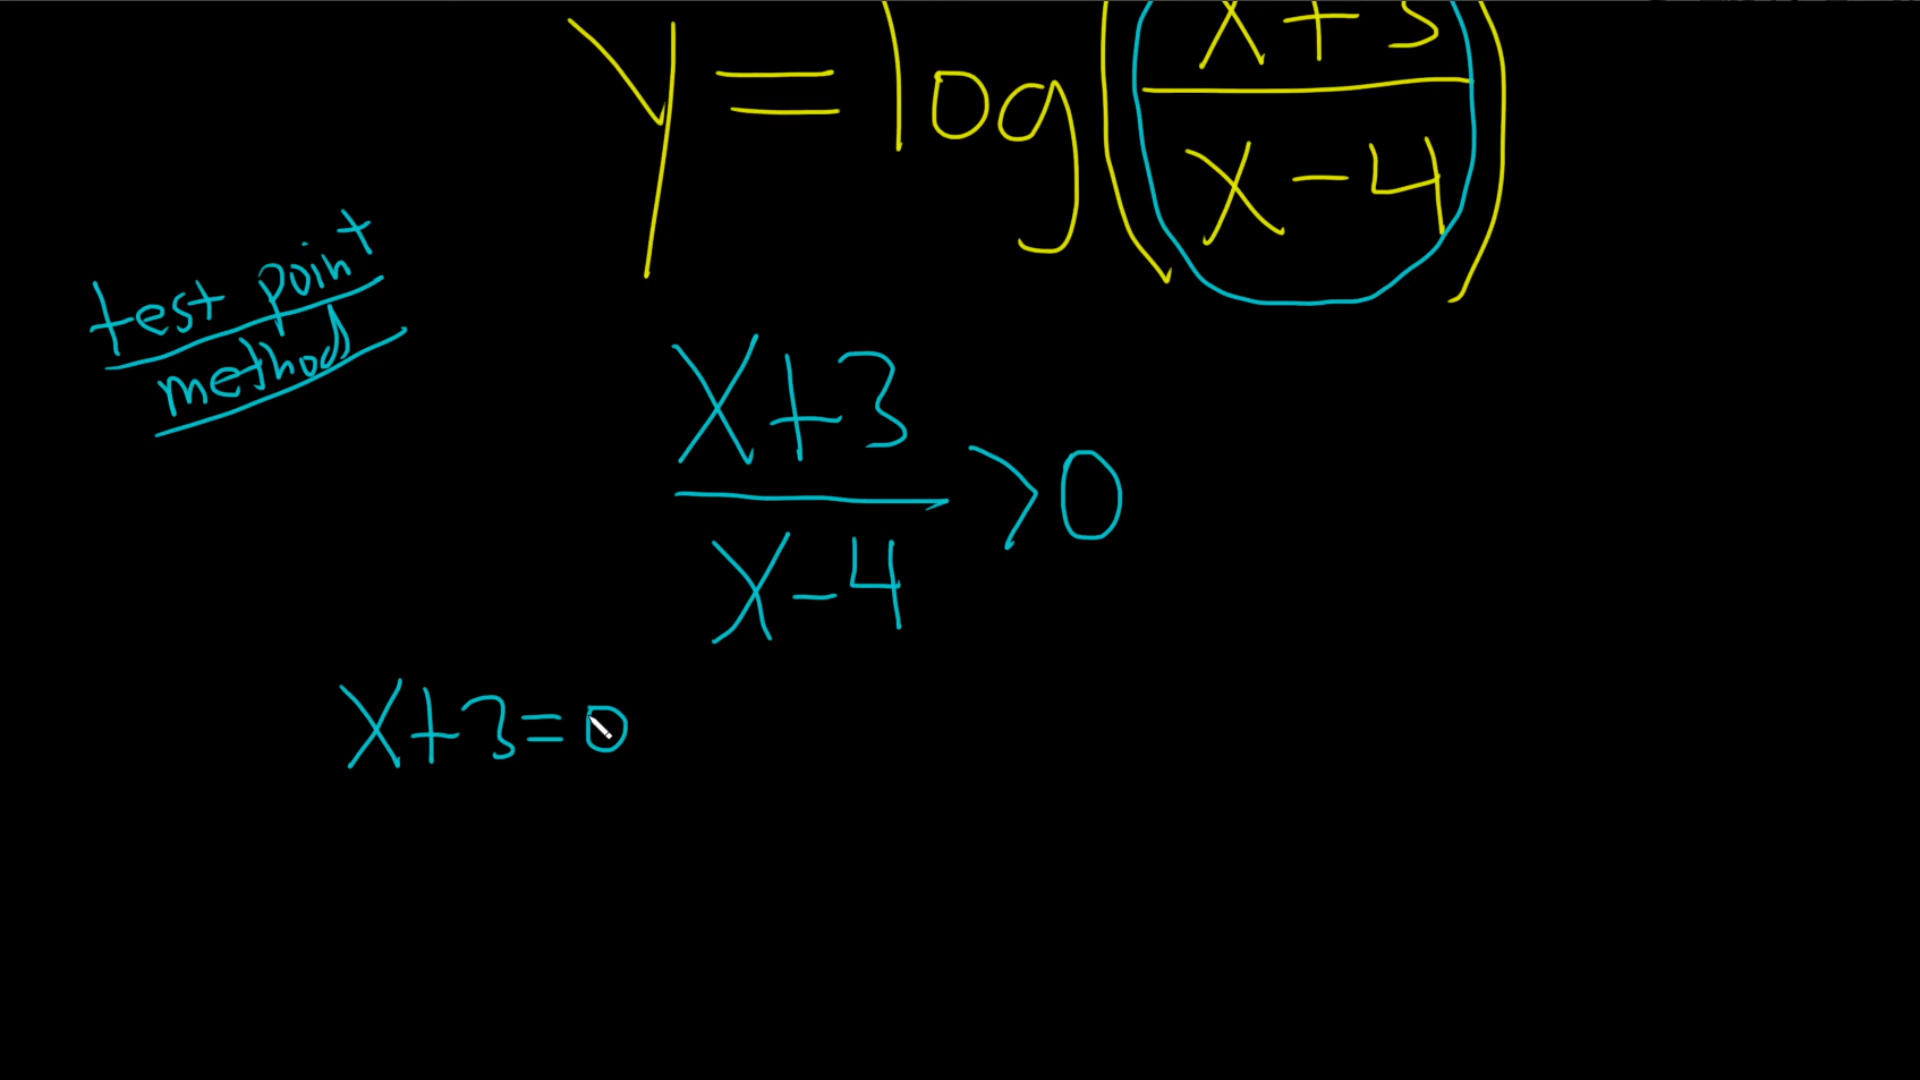 y = log(x+3/x-4)
test point
method
x+3/x-4 > 0
x+3=0